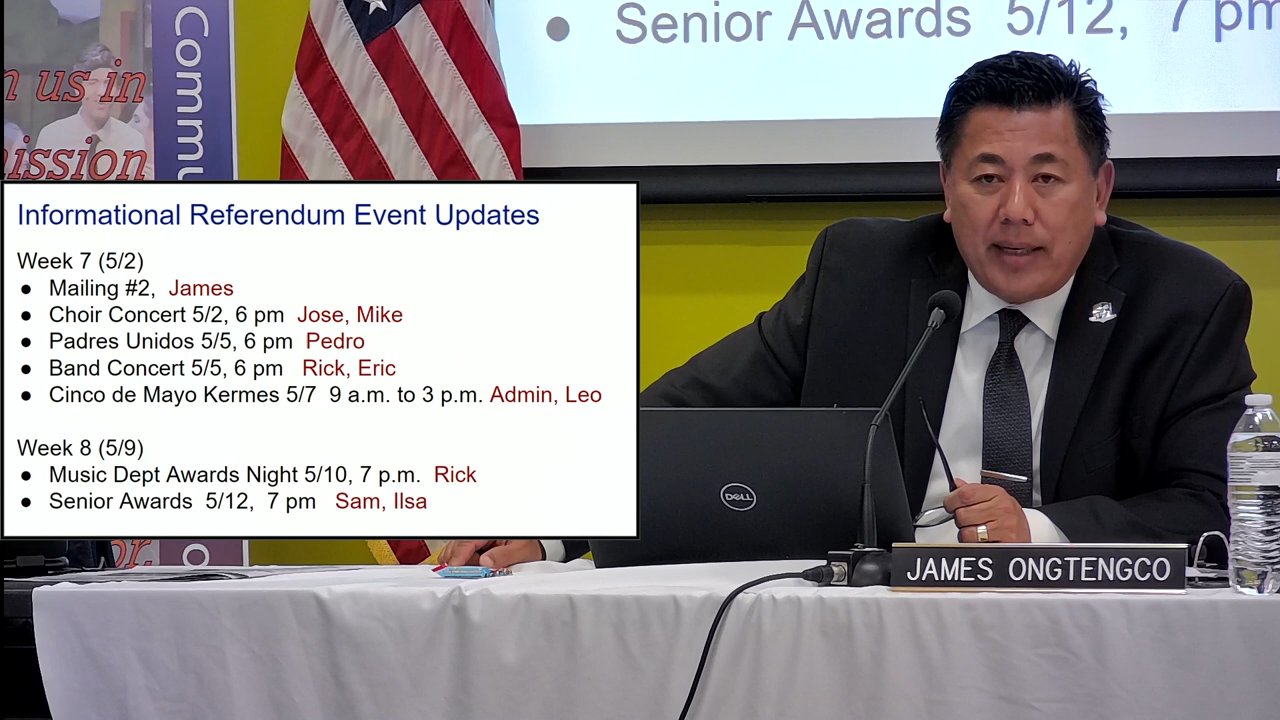 n us in
ission
Commu
Senior Awards 5/12, 7 pm
Informational Referendum Event Updates
Week 7 (5/2)
● Mailing #2, James
● Choir Concert 5/2, 6 pm Jose, Mike
● Padres Unidos 5/5, 6 pm Pedro
● Band Concert 5/5, 6 pm Rick, Eric
● Cinco de Mayo Kermes 5/7 9 a.m. to 3 p.m. Admin, Leo
Week 8 (5/9)
● Music Dept Awards Night 5/10, 7 p.m. Rick
● Senior Awards 5/12, 7 pm Sam, Ilsa
DELL
JAMES ONGTENGCO